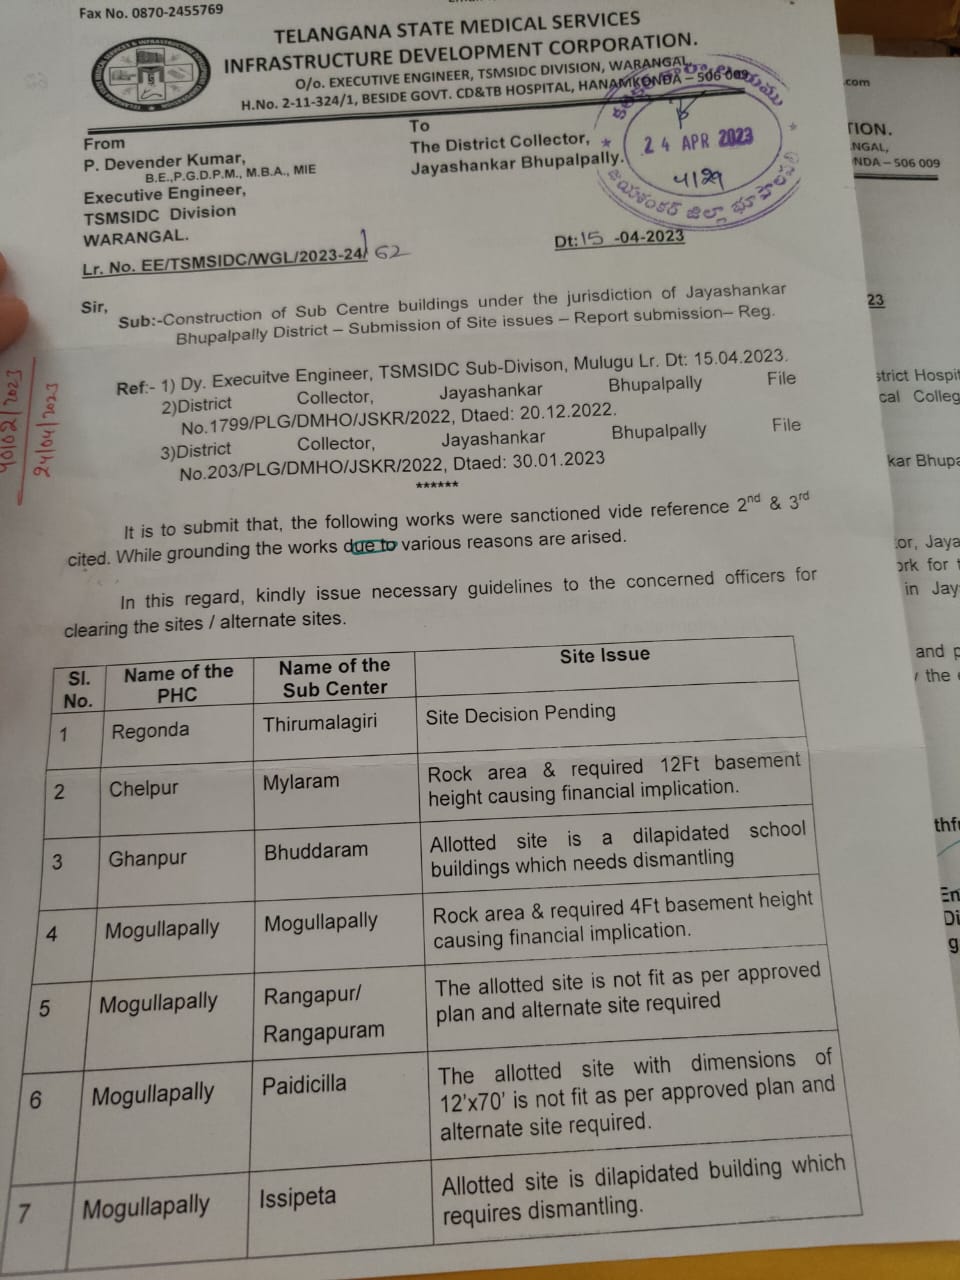 Fax No. 0870-2455769
TELANGANA STATE MEDICAL SERVICES
INFRASTRUCTURE DEVELOPMENT CORPORATION.
O/o. EXECUTIVE ENGINEER, TSMSIDC DIVISION, WARANGAL
H.No. 2-11-324/1, BESIDE GOVT. CD&TB HOSPITAL, HANAMKONDA – 506 009
From
P. Devender Kumar,
B.E.,P.G.D.P.M., M.B.A., MIE
Executive Engineer,
TSMSIDC Division
WARANGAL.
To
The District Collector,
Jayashankar Bhupalpally.
24 APR 2023
జయశంకర్ జిల్లా
Lr. No. EE/TSMSIDC/WGL/2023-24/ 62
Dt: 15 -04-2023
Sir,
Sub:-Construction of Sub Centre buildings under the jurisdiction of Jayashankar
Bhupalpally District – Submission of Site issues – Report submission– Reg.
Ref:- 1) Dy. Execuitve Engineer, TSMSIDC Sub-Divison, Mulugu Lr. Dt: 15.04.2023.
2)District Collector, Jayashankar Bhupalpally File
No.1799/PLG/DMHO/JSKR/2022, Dtaed: 20.12.2022.
3)District Collector, Jayashankar Bhupalpally File
No.203/PLG/DMHO/JSKR/2022, Dtaed: 30.01.2023
******
24/04/2023
It is to submit that, the following works were sanctioned vide reference 2nd & 3rd
cited. While grounding the works due to various reasons are arised.
In this regard, kindly issue necessary guidelines to the concerned officers for
clearing the sites / alternate sites.
Sl. No. Name of the PHC Name of the Sub Center Site Issue
1 Regonda Thirumalagiri Site Decision Pending
2 Chelpur Mylaram Rock area & required 12Ft basement
height causing financial implication.
3 Ghanpur Bhuddaram Allotted site is a dilapidated school
buildings which needs dismantling
4 Mogullapally Mogullapally Rock area & required 4Ft basement height
causing financial implication.
5 Mogullapally Rangapur/ The allotted site is not fit as per approved
Rangapuram plan and alternate site required
6 Mogullapally Paidicilla The allotted site with dimensions of
12'x70' is not fit as per approved plan and
alternate site required.
7 Mogullapally Issipeta Allotted site is dilapidated building which
requires dismantling.
.com
TION.
NGAL,
NDA – 506 009
23
strict Hospit
cal Colleg
kar Bhupa
or, Jaya
ork for t
in Jay
and p
the
thfu
En
Di